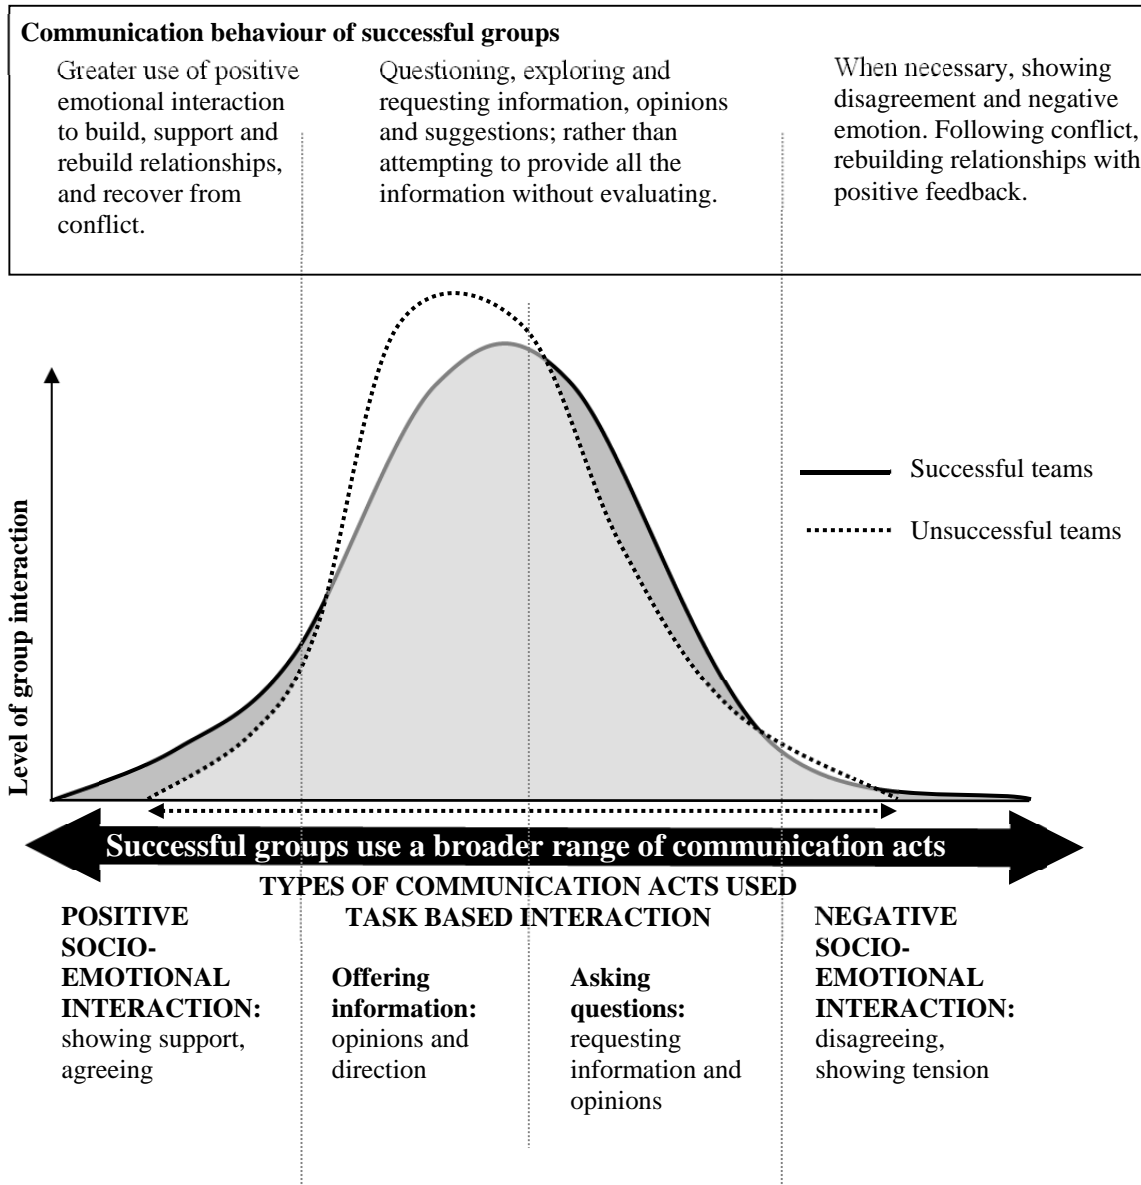 Communication behaviour of successful groups
Greater use of positive
emotional interaction
to build, support and
rebuild relationships,
and recover from
conflict.
Questioning, exploring and
requesting information, opinions
and suggestions; rather than
attempting to provide all the
information without evaluating.
When necessary, showing
disagreement and negative
emotion. Following conflict,
rebuilding relationships with
positive feedback.
Level of group interaction
Successful teams
Unsuccessful teams
Successful groups use a broader range of communication acts
TYPES OF COMMUNICATION ACTS USED
POSITIVE
SOCIO-
EMOTIONAL
INTERACTION:
showing support,
agreeing
TASK BASED INTERACTION
Offering
information:
opinions and
direction
Asking
questions:
requesting
information and
opinions
NEGATIVE
SOCIO-
EMOTIONAL
INTERACTION:
disagreeing,
showing tension